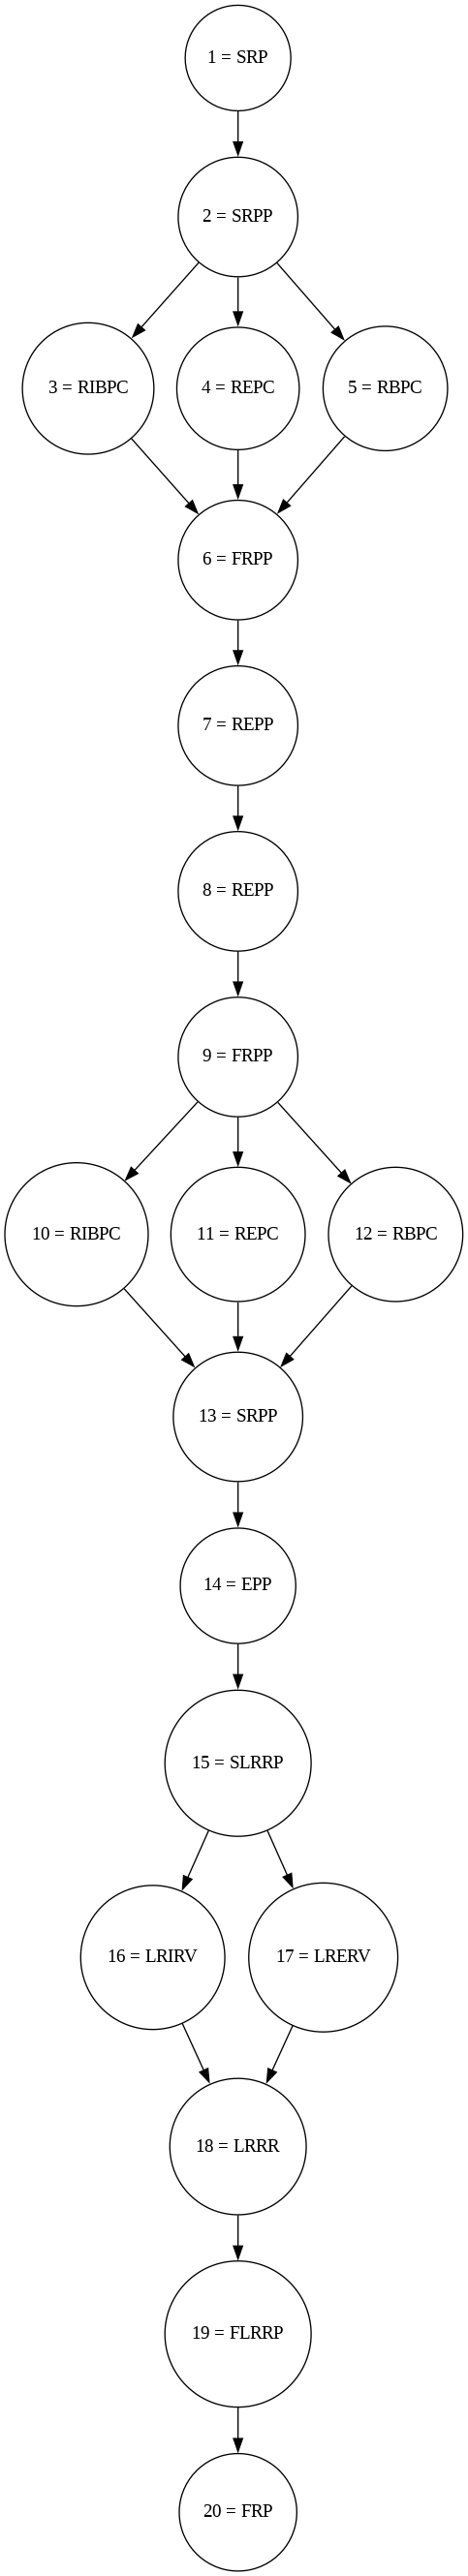 1 = SRP
2 = SRPP
3 = RIBPC
4 = REPC
5 = RBPC
6 = FRPP
7 = REPP
8 = REPP
9 = FRPP
10 = RIBPC
11 = REPC
12 = RBPC
13 = SRPP
14 = EPP
15 = SLRRP
16 = LRIRV
17 = LRERV
18 = LRRR
19 = FLRRP
20 = FRP